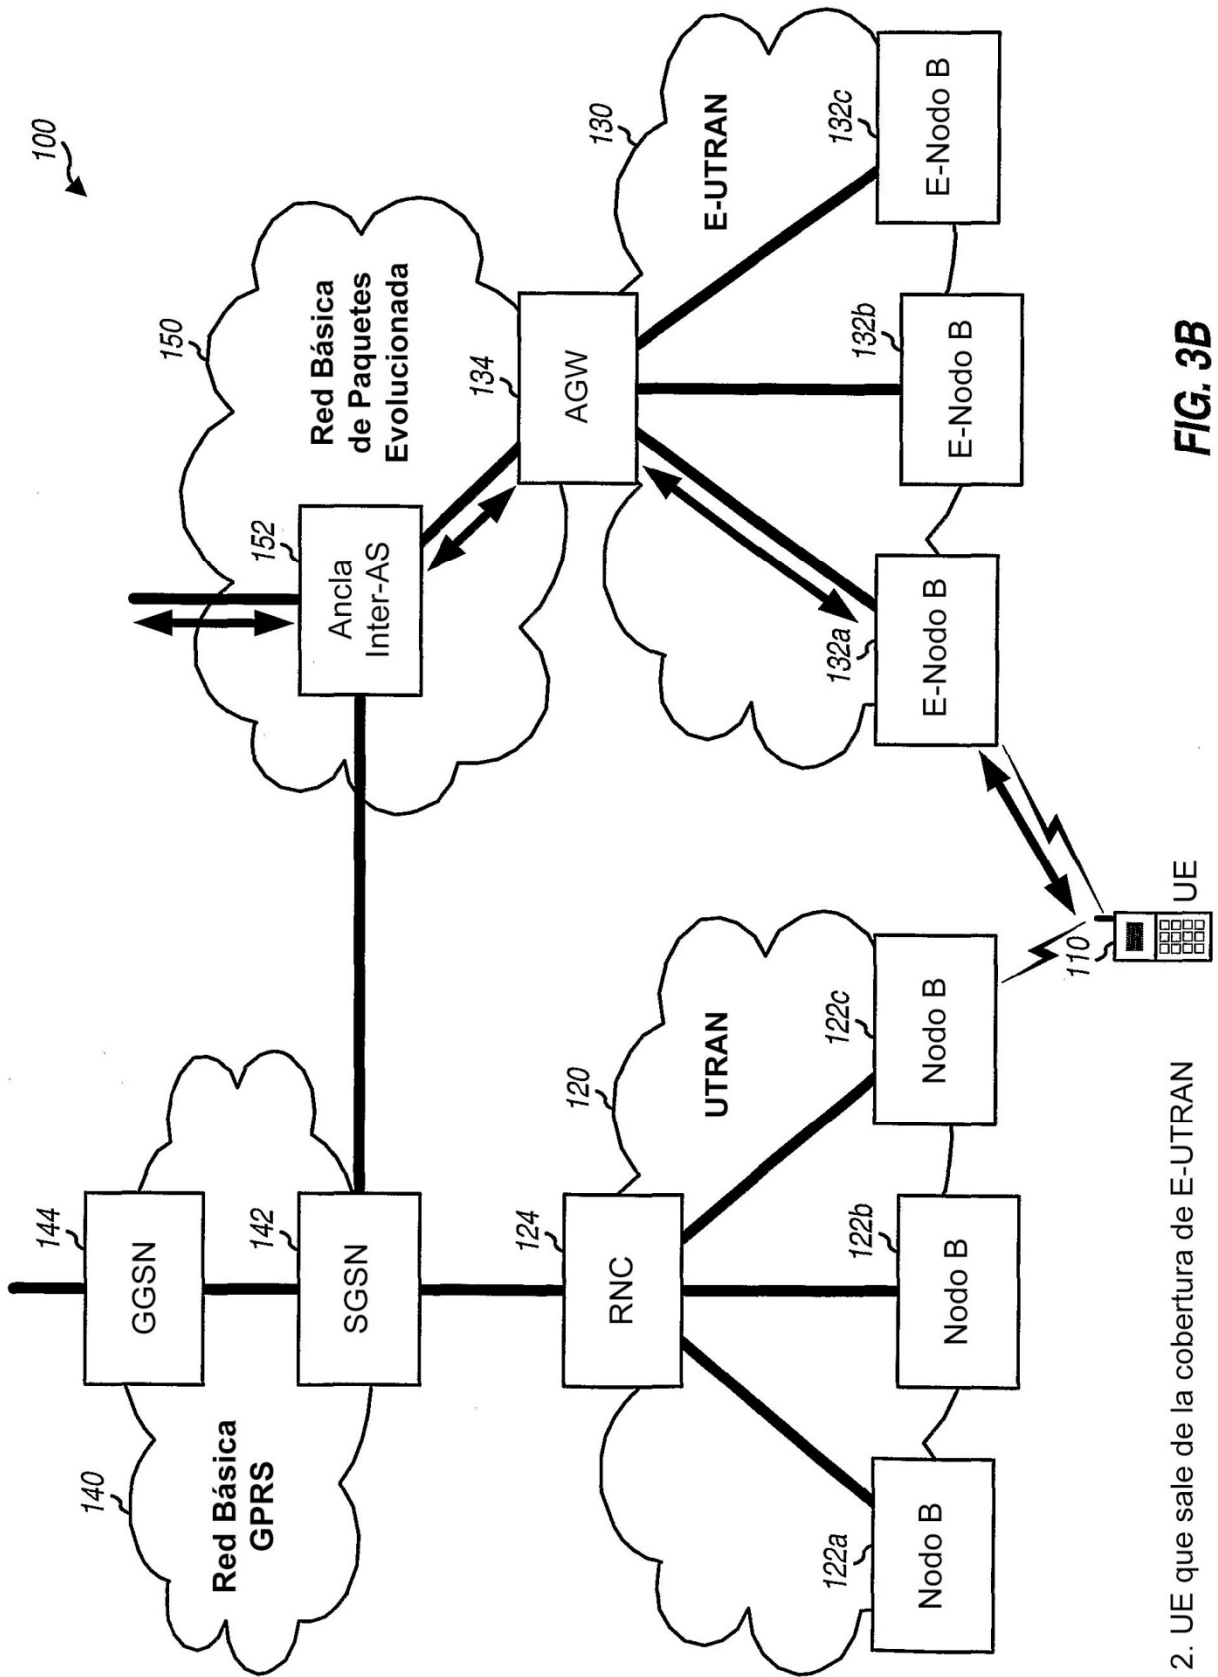 100
140
Red Básica
GPRS
144
GGSN
142
SGSN
150
Red Básica
de Paquetes
Evolucionada
152
Ancla
Inter-AS
124
RNC
120
UTRAN
134
AGW
130
E-UTRAN
122a
Nodo B
122b
Nodo B
122c
Nodo B
132a
E-Nodo B
132b
E-Nodo B
132c
E-Nodo B
110
UE
2. UE que sale de la cobertura de E-UTRAN
FIG. 3B